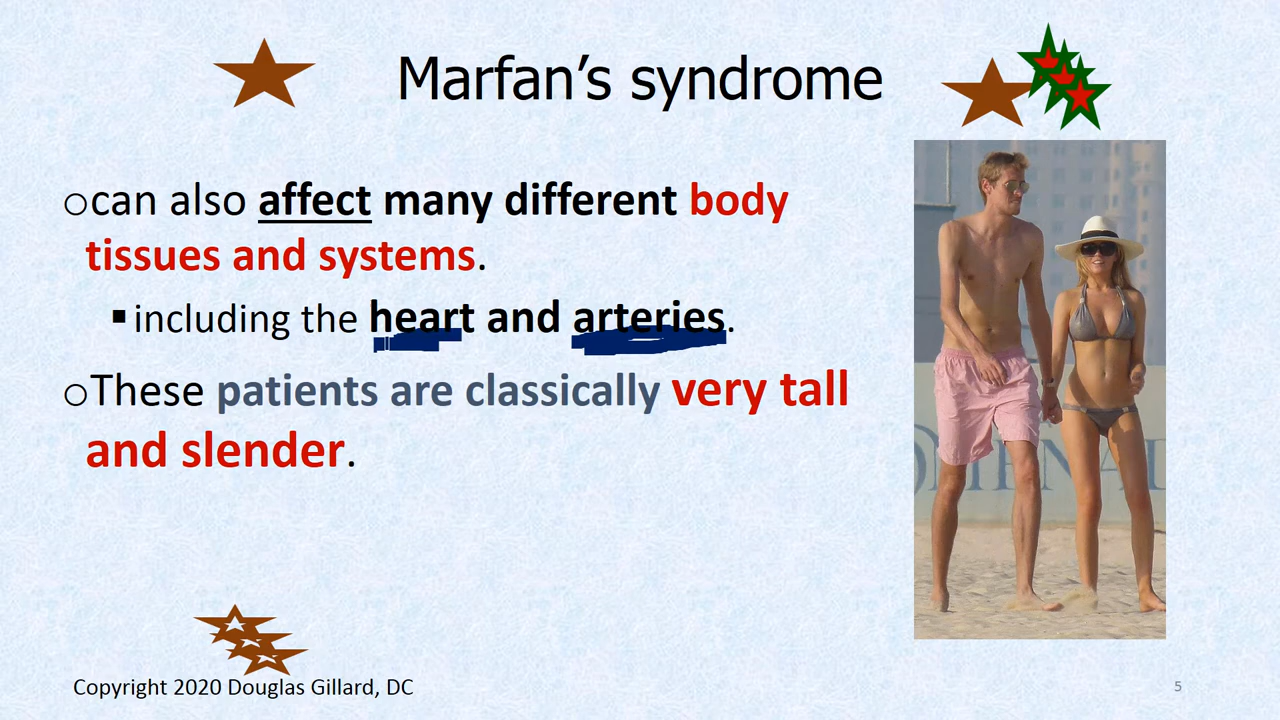 Marfan’s syndrome
○can also affect many different body
tissues and systems.
▪including the heart and arteries.
○These patients are classically very tall
and slender.
Copyright 2020 Douglas Gillard, DC
5